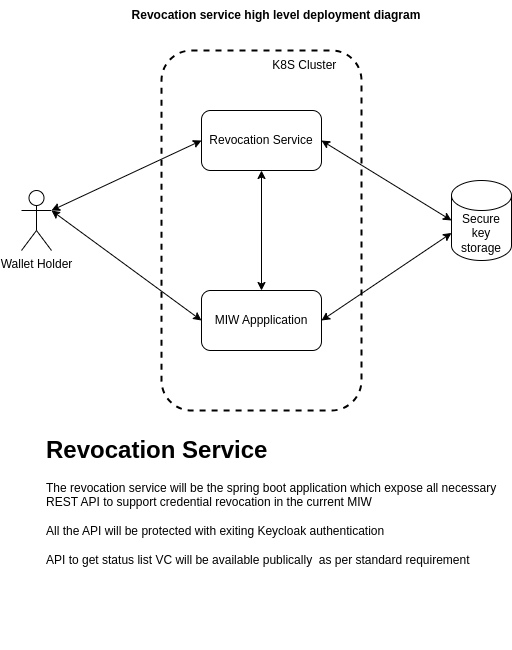 Revocation service high level deployment diagram
K8S Cluster
Revocation Service
Secure
key
storage
Wallet Holder
MIW Appplication
Revocation Service
The revocation service will be the spring boot application which expose all necessary
REST API to support credential revocation in the current MIW
All the API will be protected with exiting Keycloak authentication
API to get status list VC will be available publically  as per standard requirement